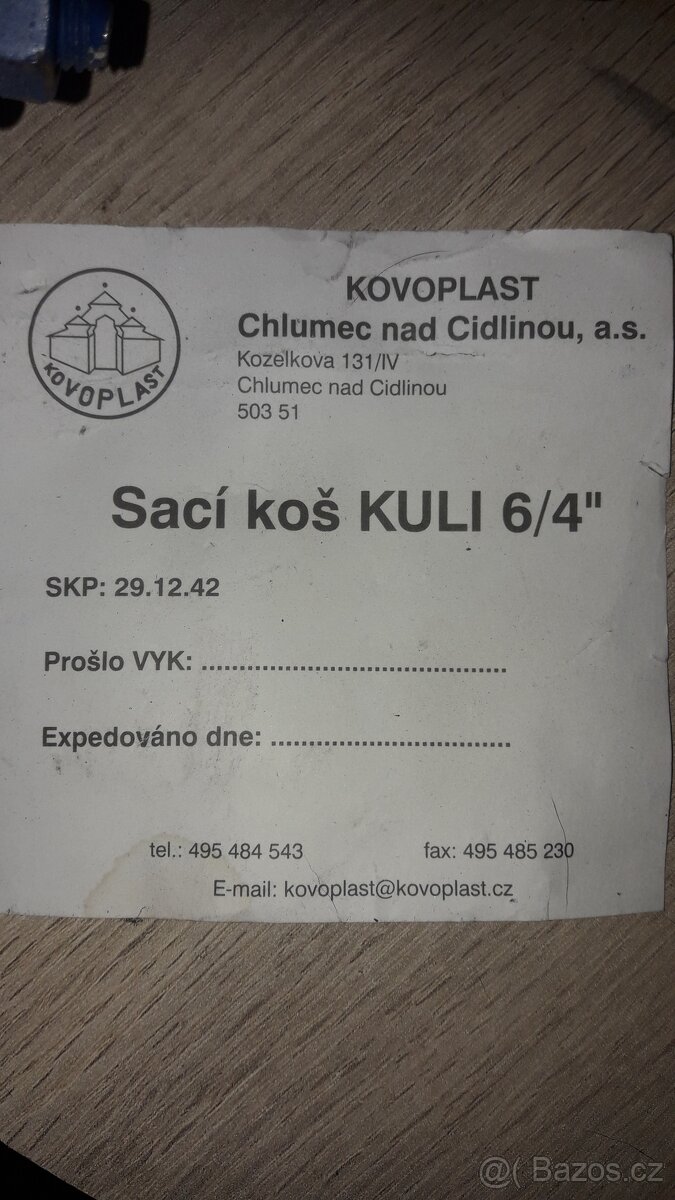 KOVOPLAST
KOVOPLAST
Chlumec nad Cidlinou, a.s.
Kozelkova 131/IV
Chlumec nad Cidlinou
503 51
Sací koš KULI 6/4"
SKP: 29.12.42
Prošlo VYK: ........................................
Expedováno dne: ................................
tel.: 495 484 543 fax: 495 485 230
E-mail: kovoplast@kovoplast.cz
@( Bazos.cz